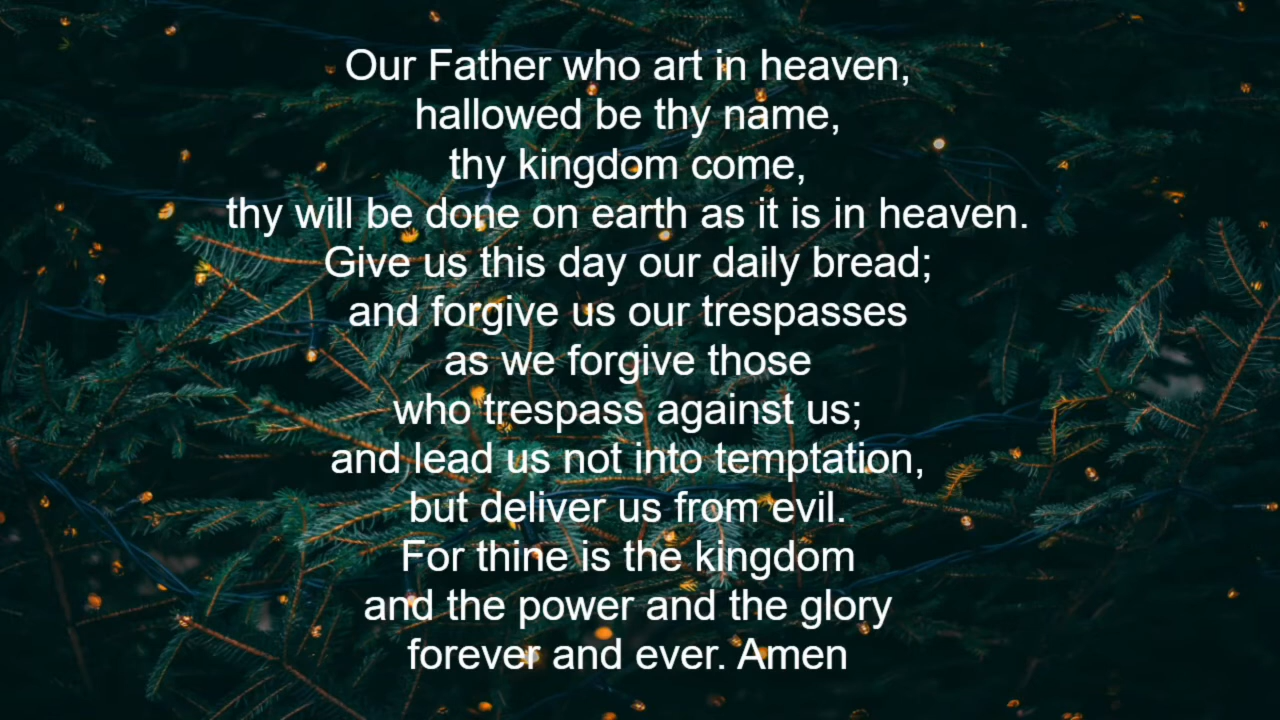 Our Father who art in heaven,
hallowed be thy name,
thy kingdom come,
thy will be done on earth as it is in heaven.
Give us this day our daily bread;
and forgive us our trespasses
as we forgive those
who trespass against us;
and lead us not into temptation,
but deliver us from evil.
For thine is the kingdom
and the power and the glory
forever and ever. Amen